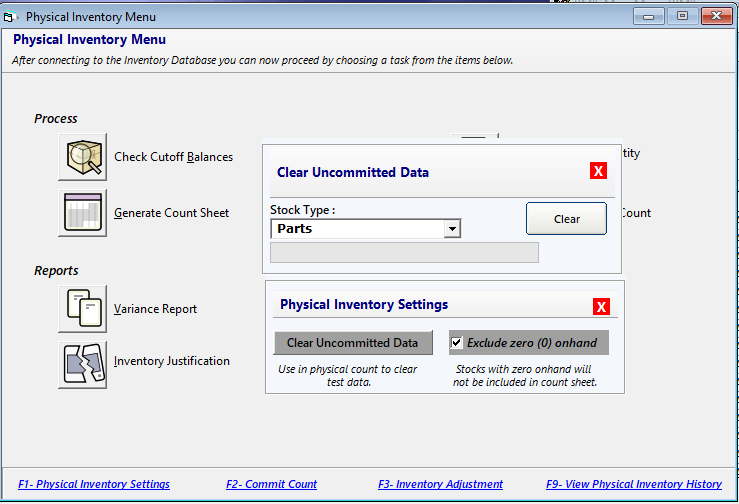 Physical Inventory Menu
Physical Inventory Menu
After connecting to the Inventory Database you can now proceed by choosing a task from the items below.
Process
Check Cutoff Balances
Generate Count Sheet
tity
Count
Clear Uncommitted Data
X
Stock Type :
Parts
Clear
Reports
Variance Report
Inventory Justification
Physical Inventory Settings
X
Clear Uncommitted Data
Exclude zero (0) onhand
Use in physical count to clear
test data.
Stocks with zero onhand will
not be included in count sheet.
F1- Physical Inventory Settings
F2- Commit Count
F3- Inventory Adjustment
F9- View Physical Inventory History